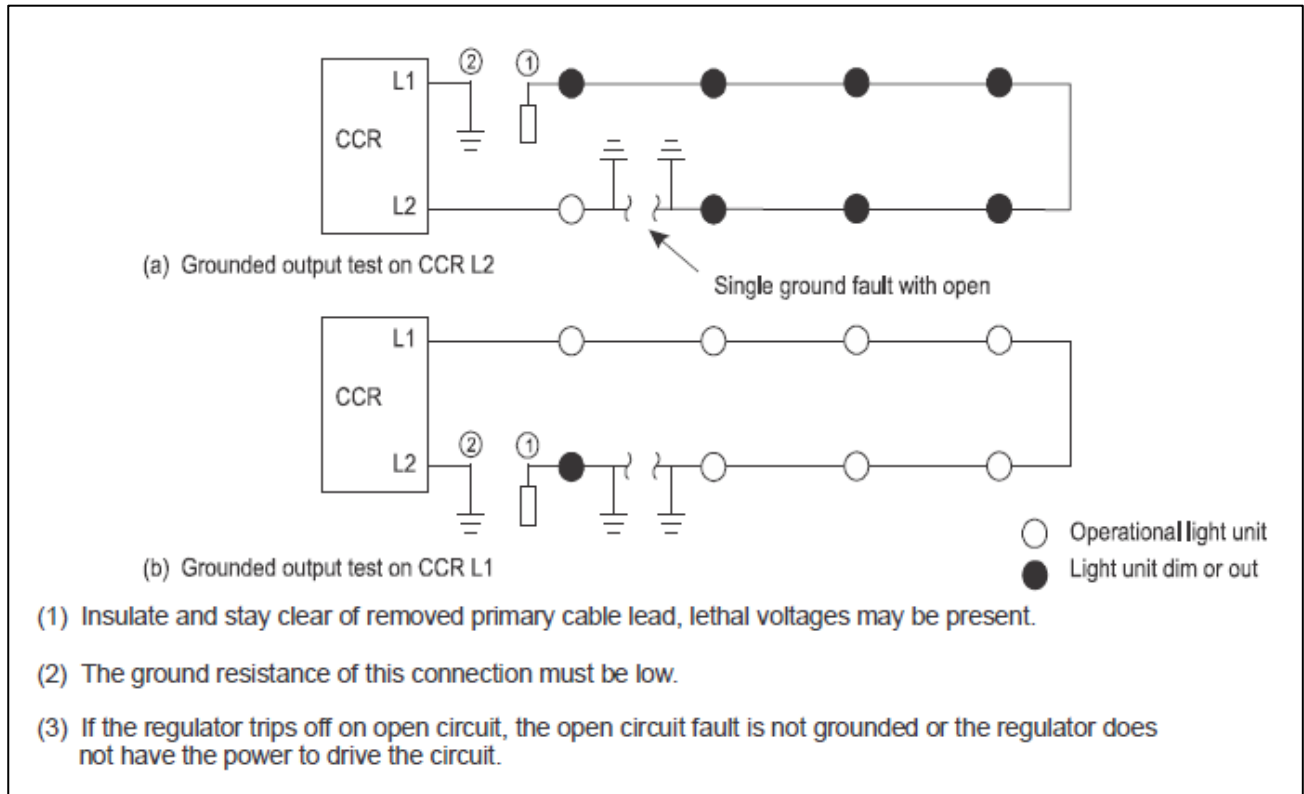 ② ①
L1
CCR
L2
(a) Grounded output test on CCR L2
Single ground fault with open
L1
CCR
② ①
L2
(b) Grounded output test on CCR L1
Operational light unit
Light unit dim or out
(1) Insulate and stay clear of removed primary cable lead, lethal voltages may be present.
(2) The ground resistance of this connection must be low.
(3) If the regulator trips off on open circuit, the open circuit fault is not grounded or the regulator does
not have the power to drive the circuit.